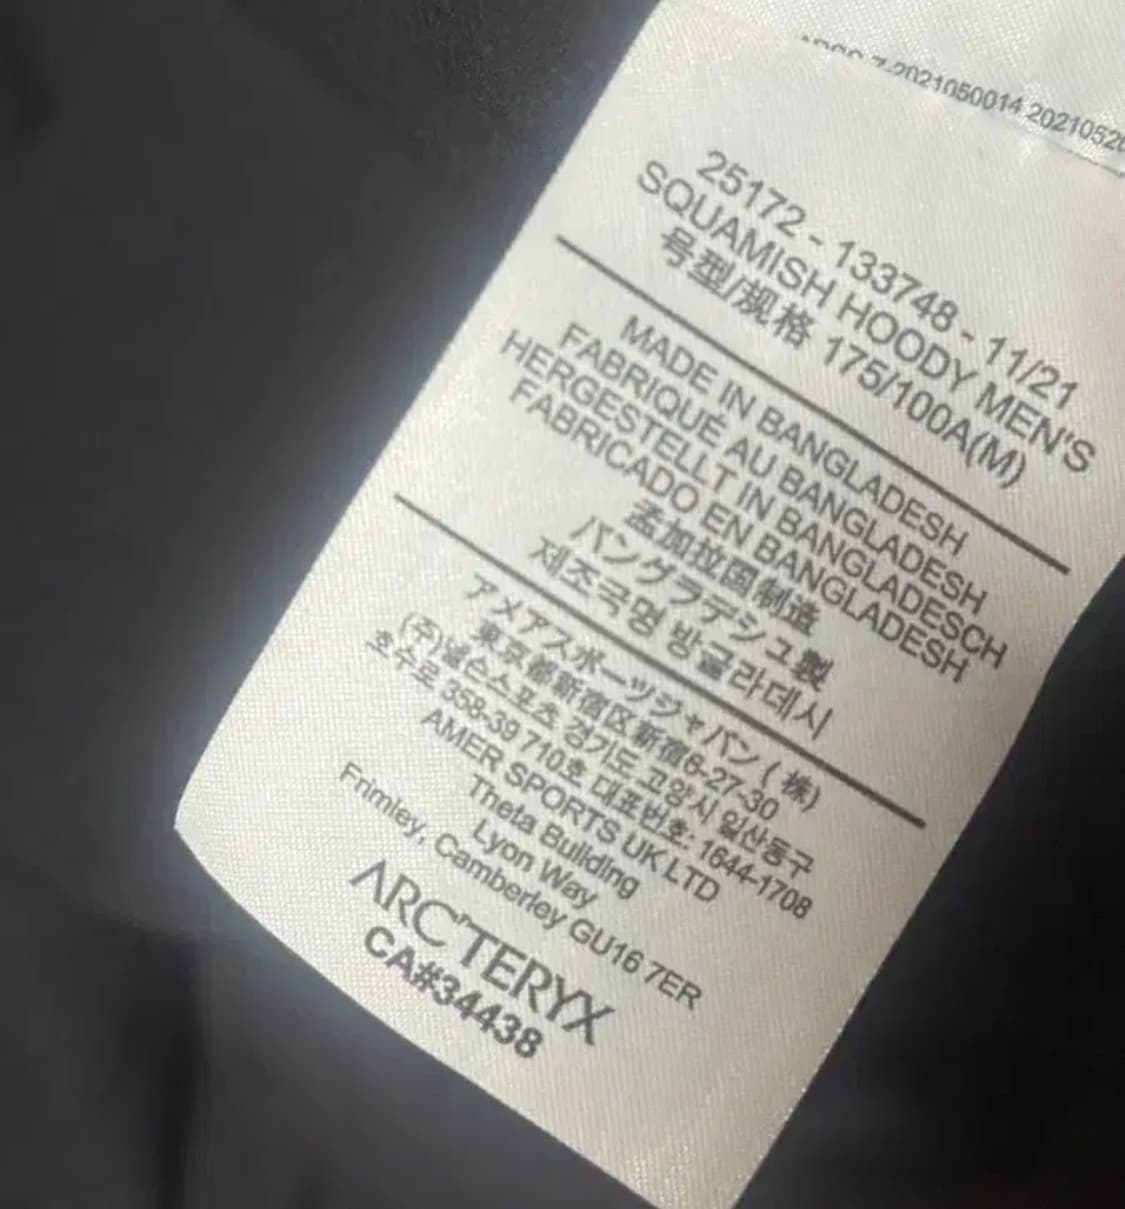 2021050014 2021052
25172 - 133748 - 11/21
SQUAMISH HOODY MEN'S
号型/规格 175/100A(M)
MADE IN BANGLADESH
FABRIQUÉ AU BANGLADESH
HERGESTELLT IN BANGLADESCH
FABRICADO EN BANGLADESH
孟加拉国制造
バングラデシュ製
제조국명 방글라데시
アメアスポーツジャパン ( 株)
東京都新宿区新宿6-27-30
(주)넬슨스포츠 경기도 고양시 일산동구
호수로 358-39 710호 대표번호: 1644-1708
AMER SPORTS UK LTD
Theta Building
Lyon Way
Frimley, Camberley GU16 7ER
ARC'TERYX
CA#34438